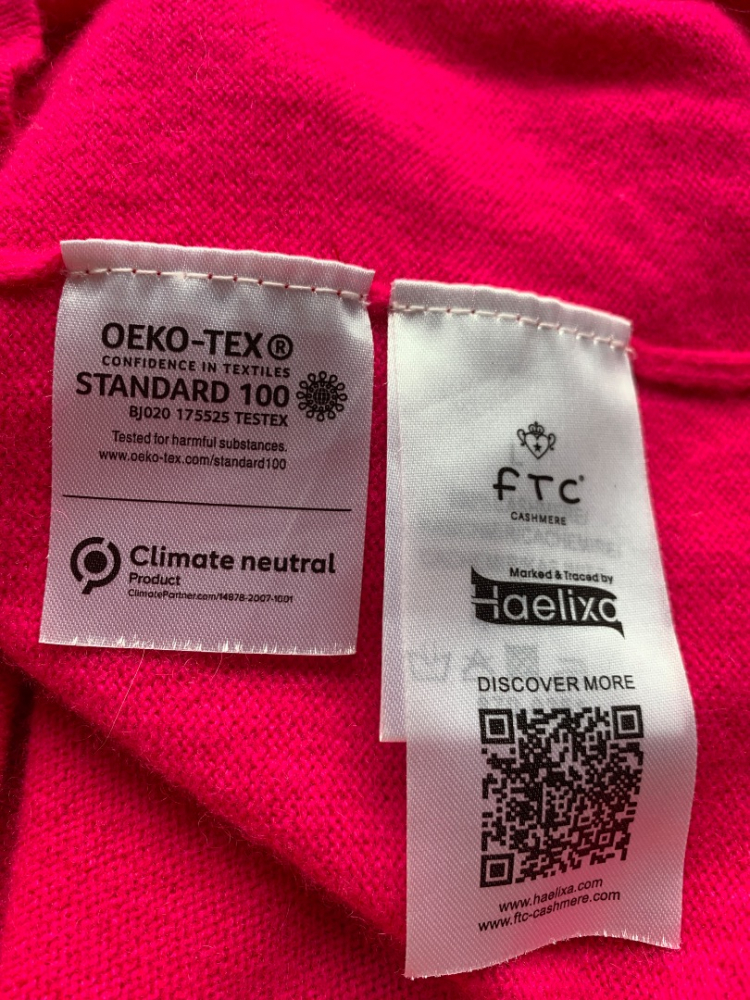 OEKO-TEX®
CONFIDENCE IN TEXTILES
STANDARD 100
BJ020 175525 TESTEX
Tested for harmful substances.
www.oeko-tex.com/standard100
Climate neutral
Product
ClimatePartner.com/14878-2007-1001
FTC
CASHMERE
Marked & Traced by
Haelixa
DISCOVER MORE
www.haelixa.com
www.ftc-cashmere.com